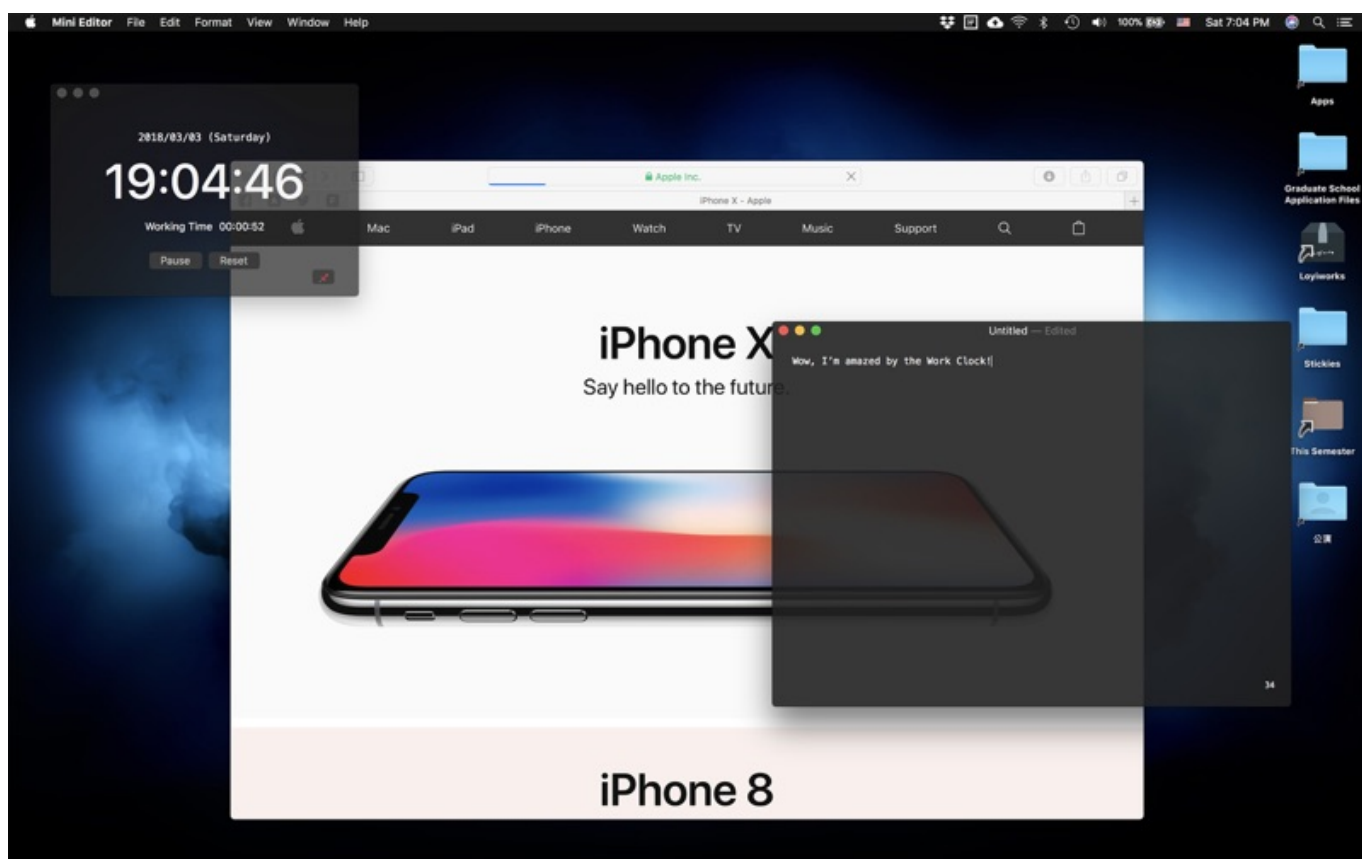 Mini Editor File Edit Format View Window Help 100% Sat 7:04 PM
2018/03/03 (Saturday)
19:04:46
Working Time 00:00:52
Pause Reset
Apple Inc.
iPhone X - Apple
Mac iPad iPhone Watch TV Music Support
iPhone X
Say hello to the future.
iPhone 8
Untitled — Edited
Wow, I'm amazed by the Work Clock!
34
Apps
Graduate School
Application Files
Loyiworks
Stickies
This Semester
公演